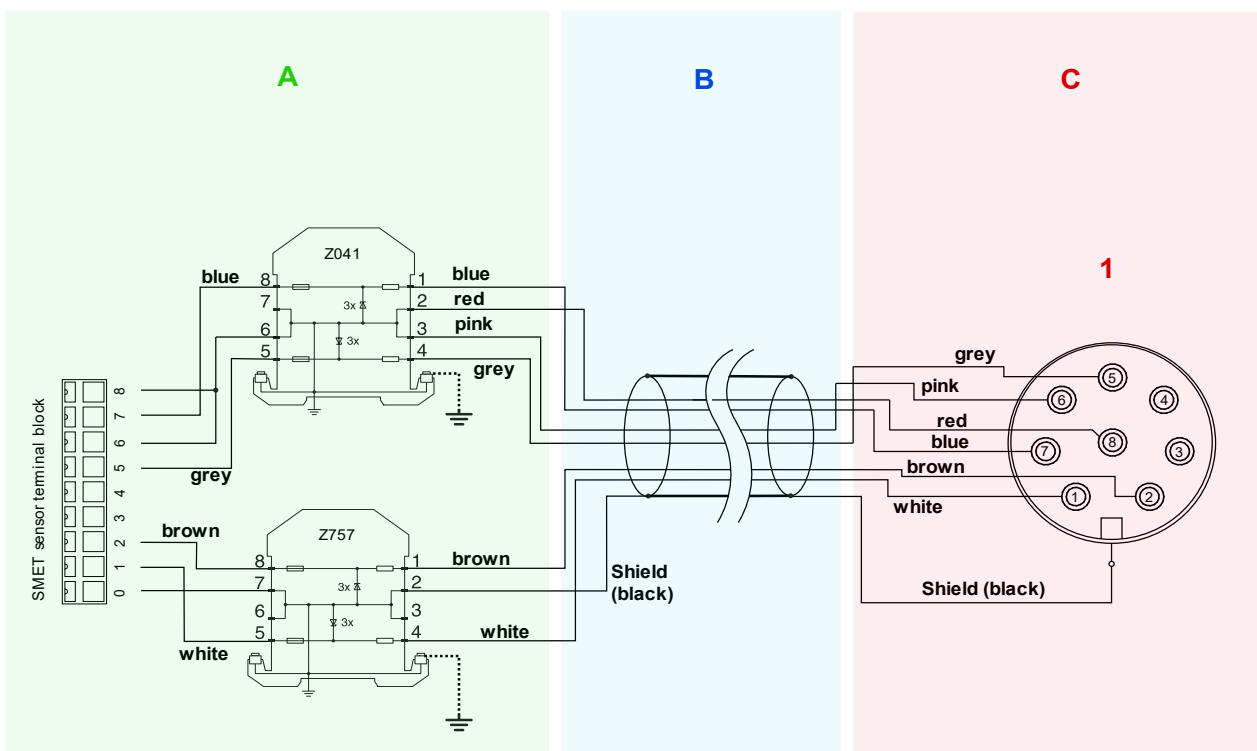 A
B
C
Z041
blue
8
1
blue
3x
7
2
red
6
3x
3
pink
5
4
grey
1
grey
5
pink
6
4
red
8
blue
7
3
brown
white
1
2
Shield (black)
SMET sensor terminal block
8
7
6
5
4
3
2
1
0
grey
brown
white
Z757
8
1
brown
3x
7
2
Shield
(black)
6
3x
3
5
4
white